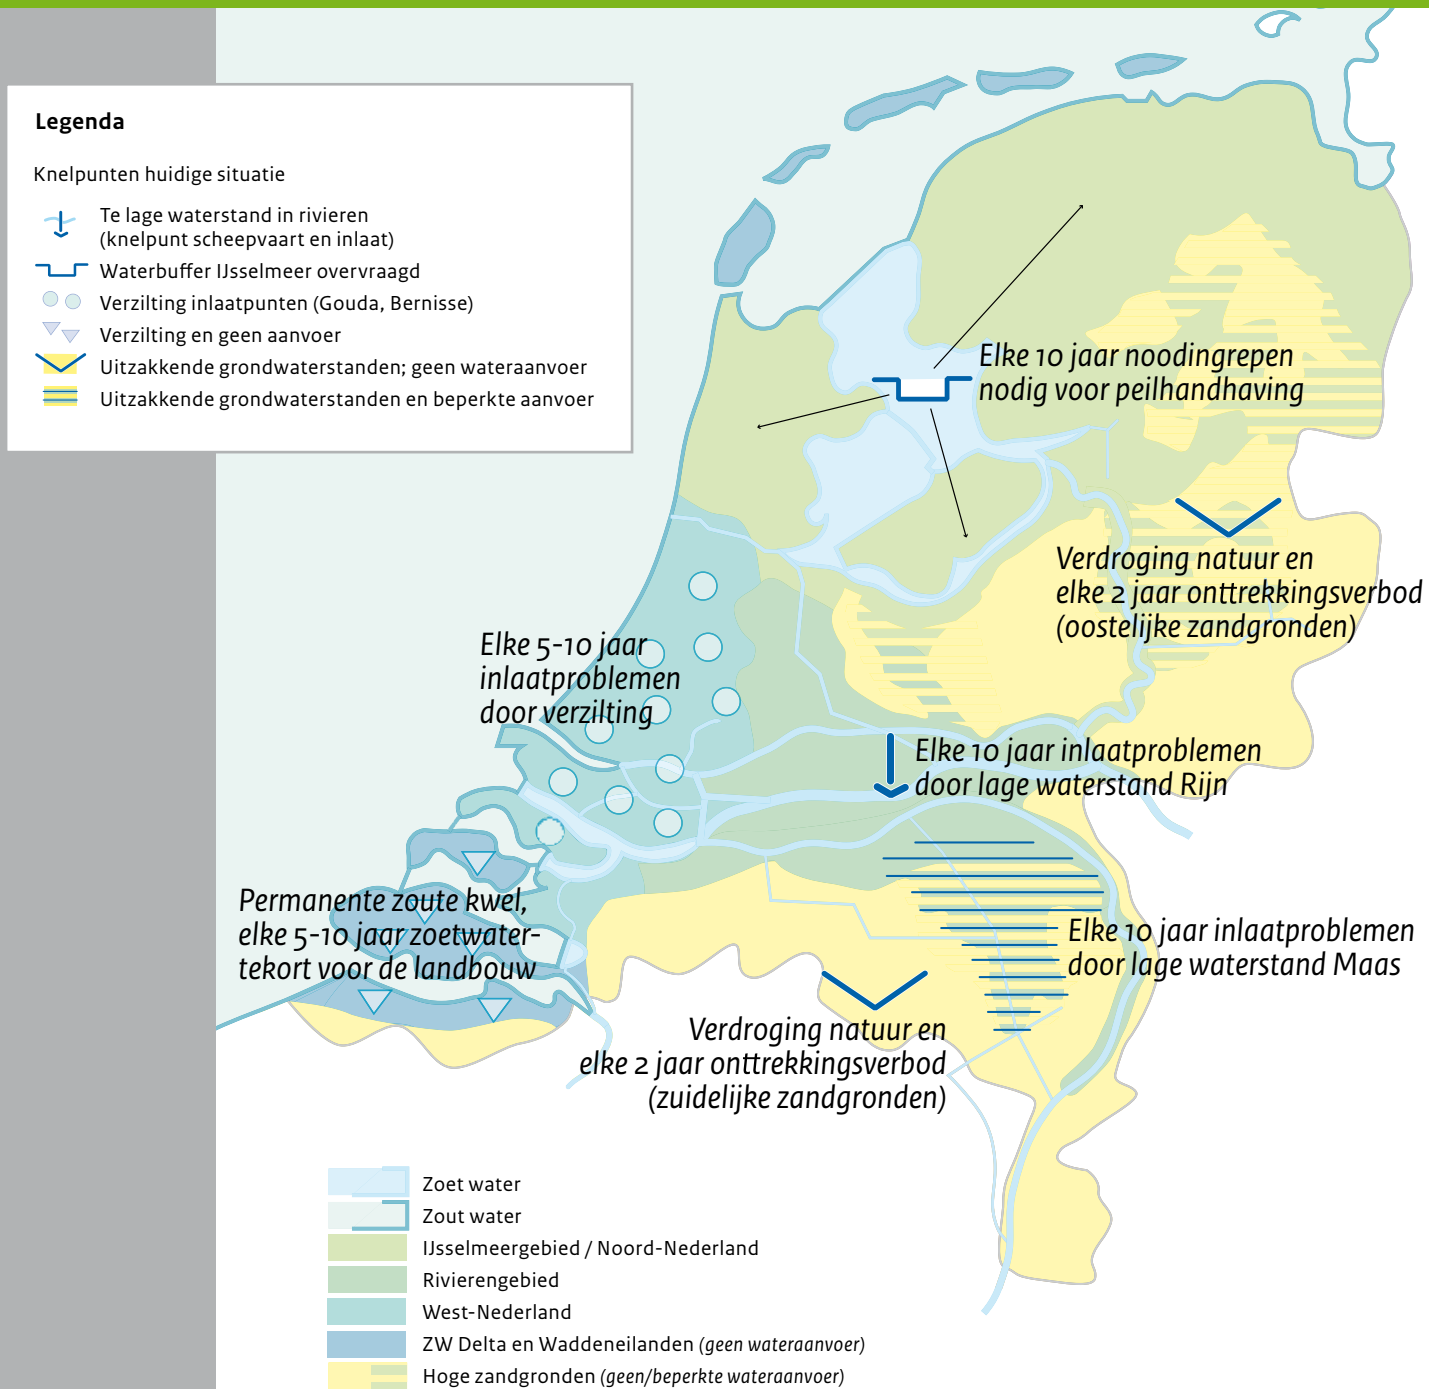 Legenda
Knelpunten huidige situatie
Te lage waterstand in rivieren
(knelpunt scheepvaart en inlaat)
Waterbuffer IJsselmeer overvraagd
Verzilting inlaatpunten (Gouda, Bernisse)
Verzilting en geen aanvoer
Uitzakkende grondwaterstanden; geen wateraanvoer
Uitzakkende grondwaterstanden en beperkte aanvoer
Elke 10 jaar noodingrepen
nodig voor peilhandhaving
Verdroging natuur en
elke 2 jaar onttrekkingsverbod
(oostelijke zandgronden)
Elke 5-10 jaar
inlaatproblemen
door verzilting
Elke 10 jaar inlaatproblemen
door lage waterstand Rijn
Permanente zoute kwel,
elke 5-10 jaar zoetwater-
tekort voor de landbouw
Elke 10 jaar inlaatproblemen
door lage waterstand Maas
Verdroging natuur en
elke 2 jaar onttrekkingsverbod
(zuidelijke zandgronden)
Zoet water
Zout water
IJsselmeergebied / Noord-Nederland
Rivierengebied
West-Nederland
ZW Delta en Waddeneilanden (geen wateraanvoer)
Hoge zandgronden (geen/beperkte wateraanvoer)